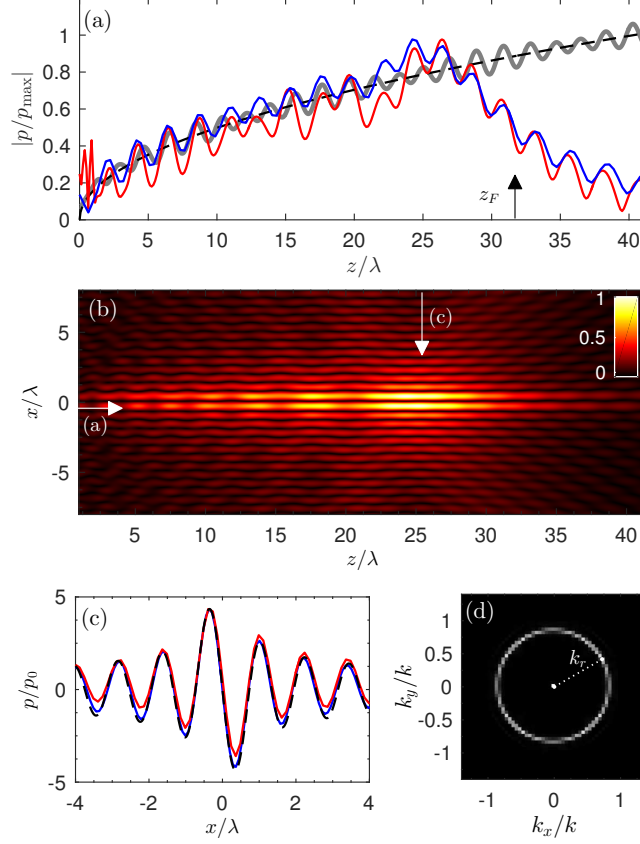 (a)
|p/p_max|
1
0.8
0.6
0.4
0.2
0
z_F
0 5 10 15 20 25 30 35 40
z/λ
(b)
(c)
1
0.5
0
x/λ
5
0
-5
(a)
5 10 15 20 25 30 35 40
z/λ
(c)
p/p_0
5
0
-5
-4 -2 0 2 4
x/λ
(d)
k_y/k
1
0.5
0
-0.5
-1
k_r
-1 0 1
k_x/k